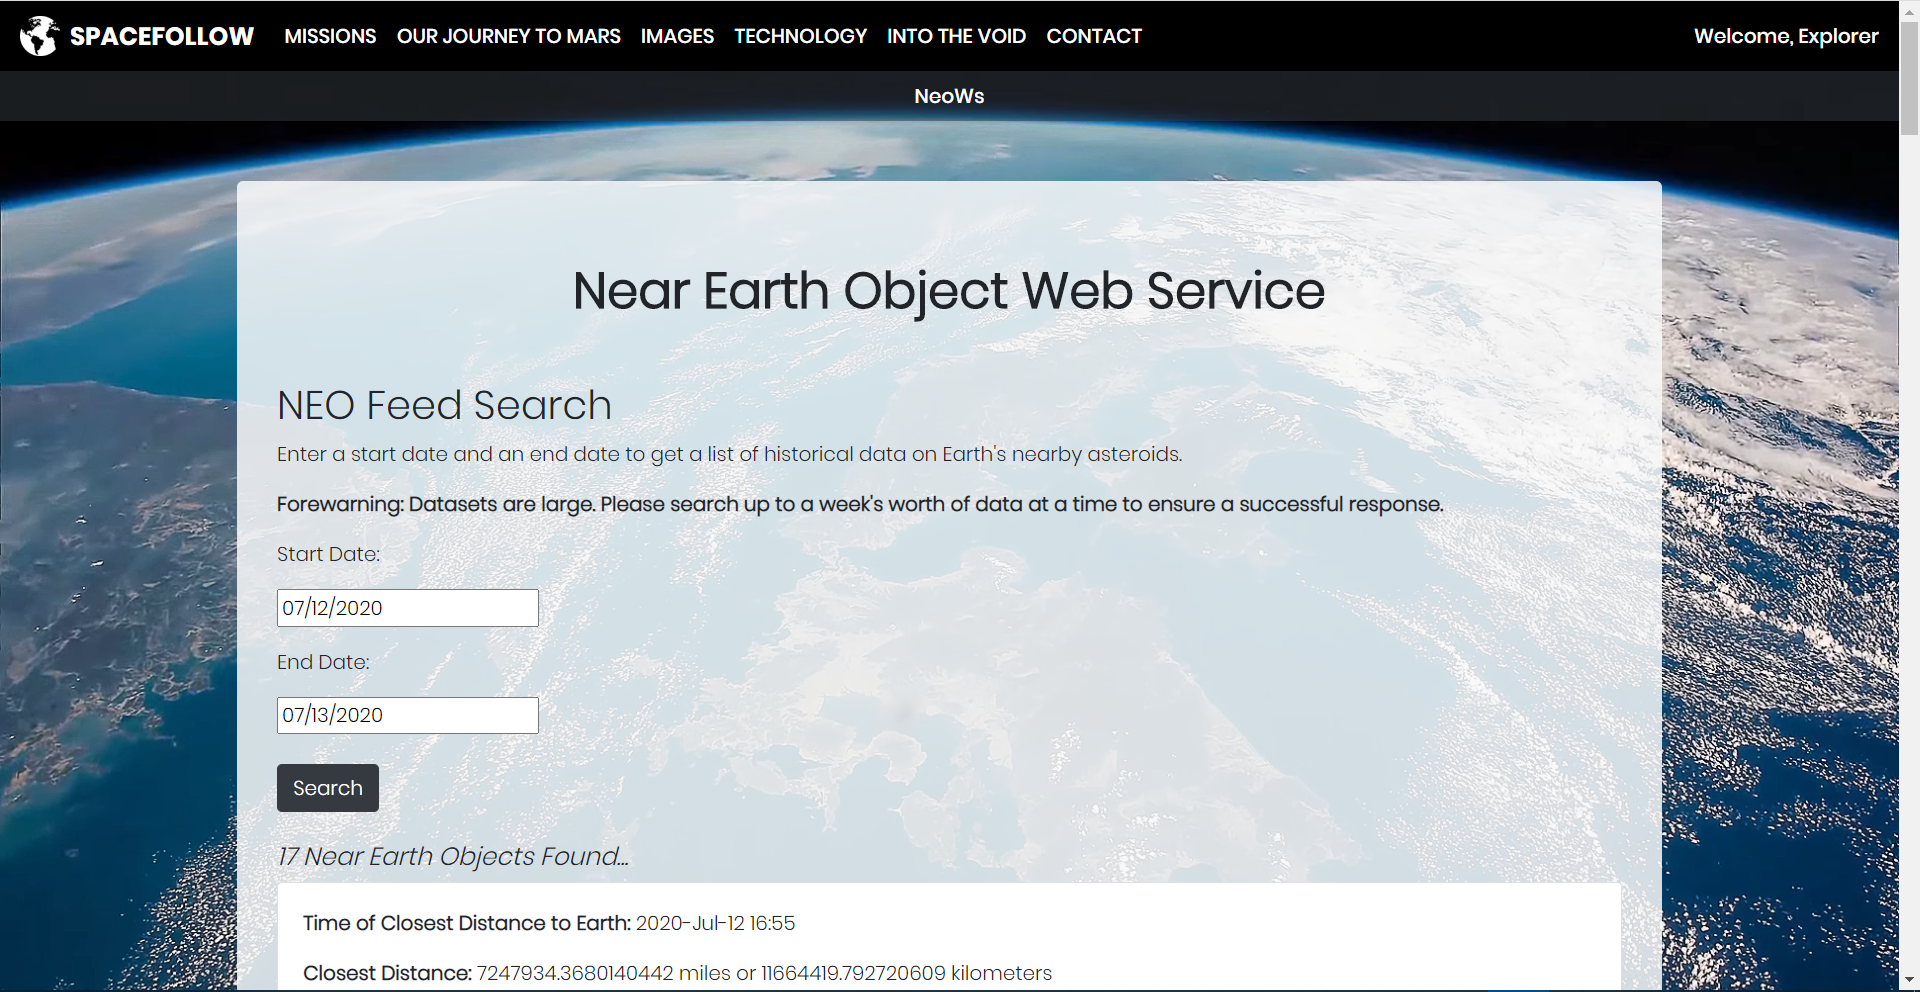 SPACEFOLLOW MISSIONS OUR JOURNEY TO MARS IMAGES TECHNOLOGY INTO THE VOID CONTACT Welcome, Explorer
NeoWs
Near Earth Object Web Service
NEO Feed Search
Enter a start date and an end date to get a list of historical data on Earth's nearby asteroids.
Forewarning: Datasets are large. Please search up to a week's worth of data at a time to ensure a successful response.
Start Date:
07/12/2020
End Date:
07/13/2020
Search
17 Near Earth Objects Found...
Time of Closest Distance to Earth: 2020-Jul-12 16:55
Closest Distance: 7247934.3680140442 miles or 11664419.792720609 kilometers